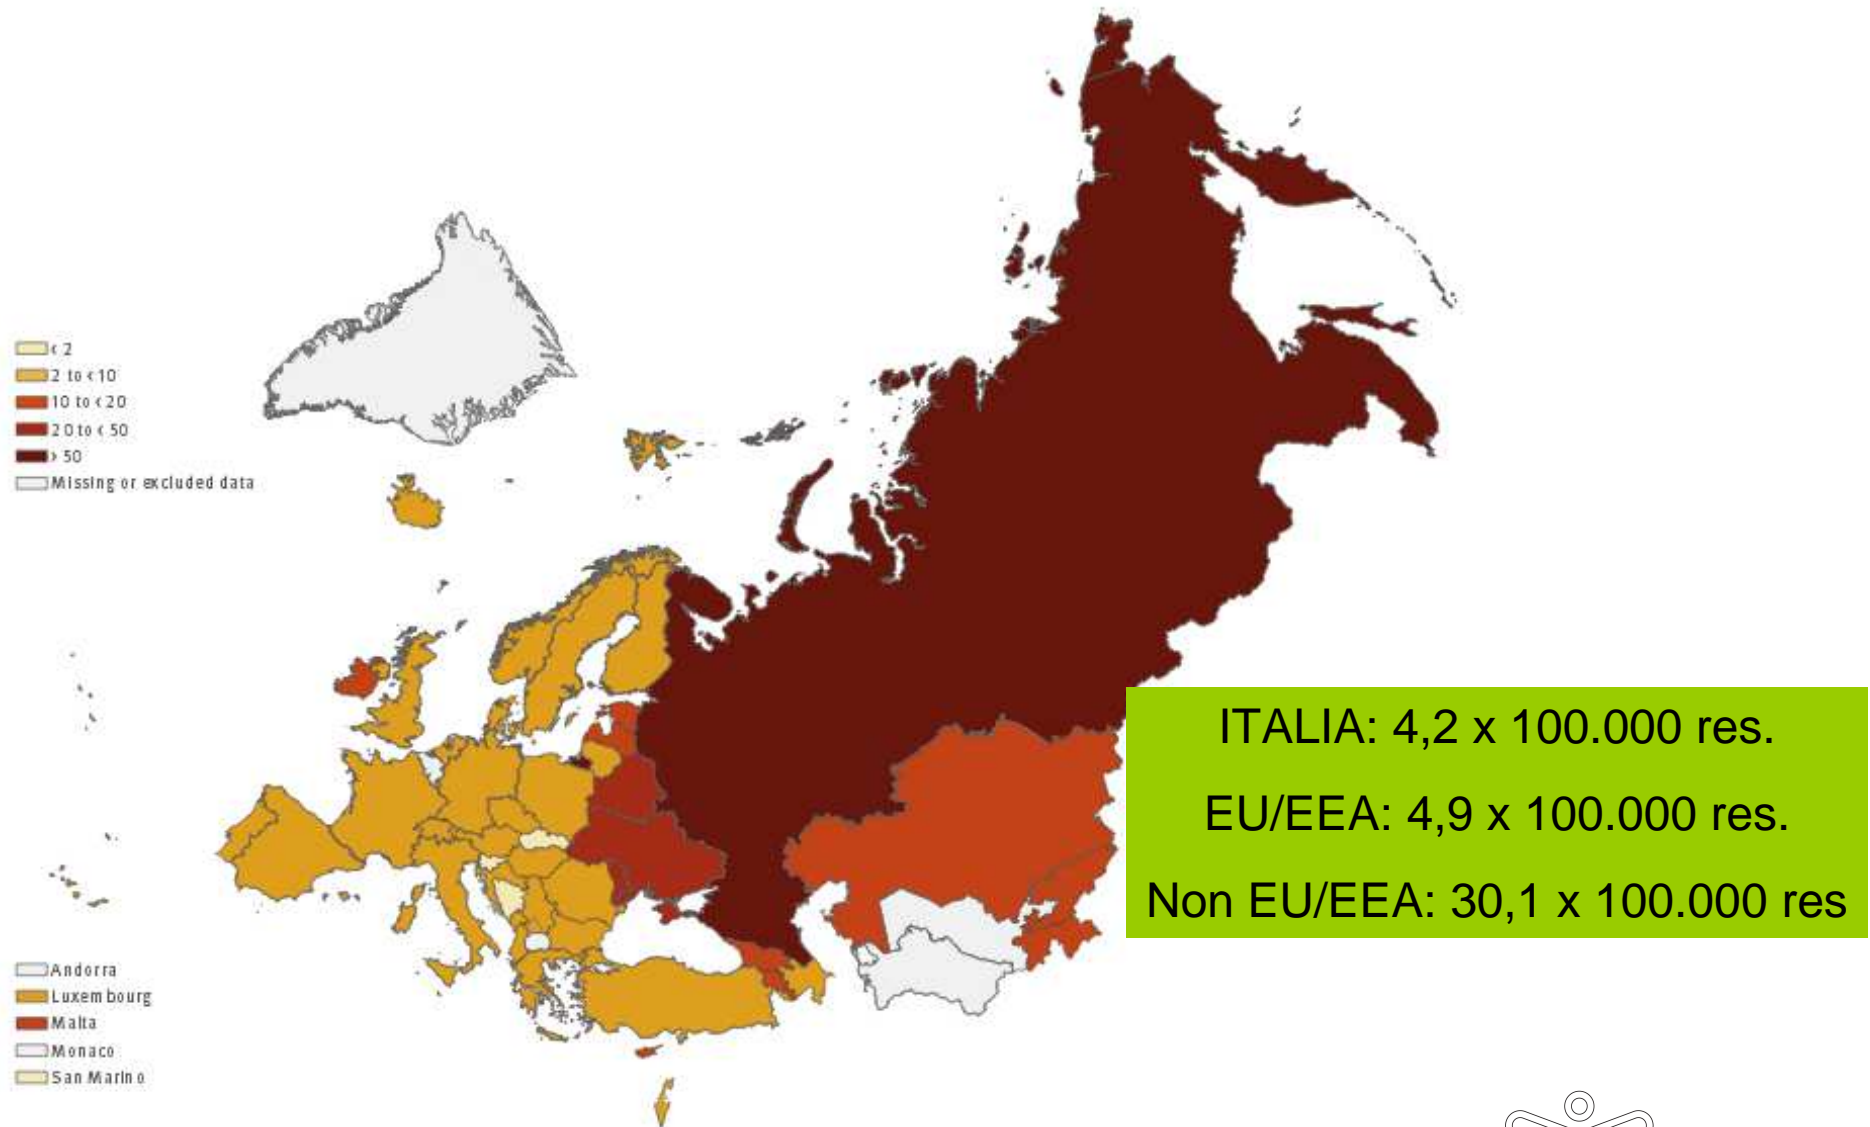 < 2
2 to < 10
10 to < 20
20 to < 50
> 50
Missing or excluded data
ITALIA: 4,2 x 100.000 res.
EU/EEA: 4,9 x 100.000 res.
Non EU/EEA: 30,1 x 100.000 res
Andorra
Luxembourg
Malta
Monaco
San Marino